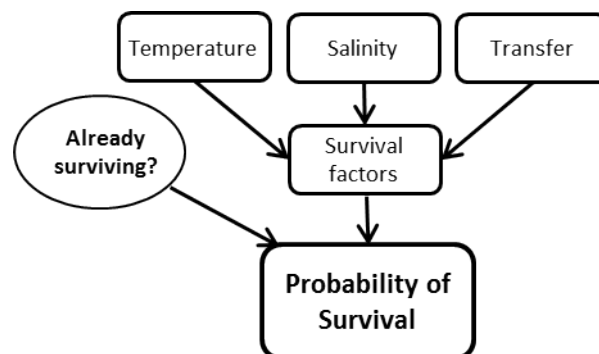 Temperature
Salinity
Transfer
Already
surviving?
Survival
factors
Probability of
Survival